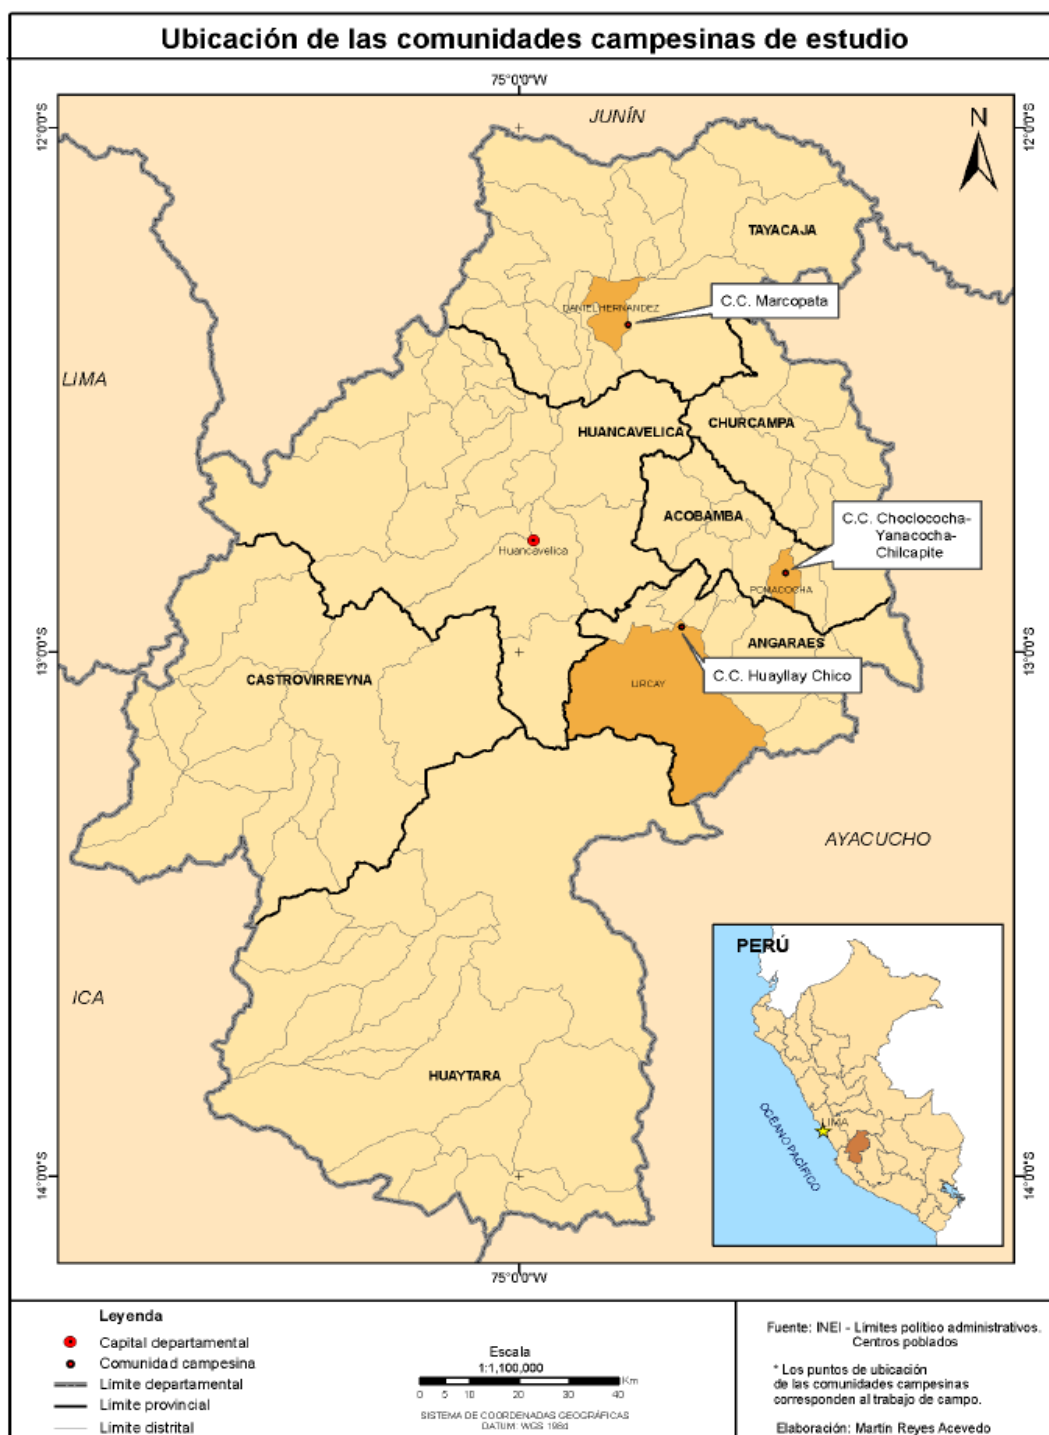 Ubicación de las comunidades campesinas de estudio
75°0'0"W
12°0'0"S
12°0'0"S
JUNÍN
N
TAYACAJA
DANIEL HERNANDEZ
C.C. Marcopata
LIMA
HUANCAVELICA
CHURCAMPA
ACOBAMBA
C.C. Choclococha-
Yanacocha-
Chilcapite
Huancavelica
POMACOCHA
13°0'0"S
13°0'0"S
ANGARAES
CASTROVIRREYNA
LIRCAY
C.C. Huayllay Chico
AYACUCHO
PERÚ
ICA
HUAYTARA
LIMA
OCÉANO PACÍFICO
14°0'0"S
14°0'0"S
75°0'0"W
Leyenda
Capital departamental
Comunidad campesina
Límite departamental
Límite provincial
Límite distrital
Escala
1:1,100,000
Km
0 5 10 20 30 40
SISTEMA DE COORDENADAS GEOGRÁFICAS
DATUM: WGS 1984
Fuente: INEI - Límites político administrativos.
Centros poblados
* Los puntos de ubicación
de las comunidades campesinas
corresponden al trabajo de campo.
Elaboración: Martín Reyes Acevedo